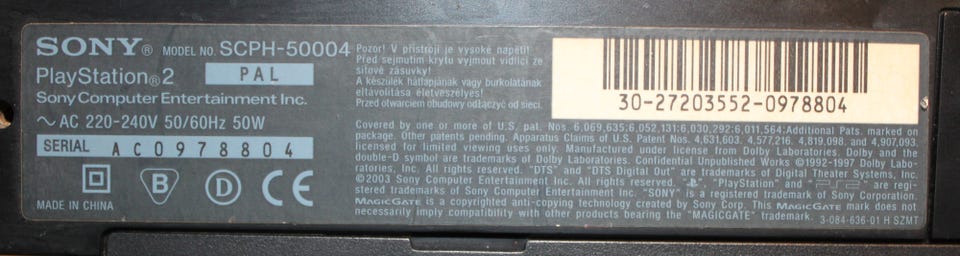 SONY® MODEL NO. SCPH-50004
PlayStation®2 PAL
Sony Computer Entertainment Inc.
～ AC 220-240V 50/60Hz 50W
SERIAL AC0978804
B D CE
MADE IN CHINA
Pozor! V přístroji je vysoké napětí!
Před sejmutím krytu vyjmout vidlici ze
síťové zásuvky!
A készülék hátlapjának vagy burkolatának
eltávolítása életveszélyes!
Przed otwarciem obudowy odłączyć od sieci.
30-27203552-0978804
Covered by one or more of U.S. pat. Nos. 6,069,635;6,052,131;6,030,292;6,011,564;Additional Pats. marked on
package. Other patents pending. Apparatus Claims of U.S. Patent Nos. 4,631,603, 4,577,216, 4,819,098, and 4,907,093,
licensed for limited viewing uses only. Manufactured under license from Dolby Laboratories. Dolby and the
double-D symbol are trademarks of Dolby Laboratories. Confidential Unpublished Works ©1992-1997 Dolby Labo-
ratories, Inc. All rights reserved. "DTS" and "DTS Digital Out" are trademarks of Digital Theater Systems, Inc.
©2003 Sony Computer Entertainment Inc. All rights reserved. "PS", "PlayStation" and "PS2" are regi-
stered trademarks of Sony Computer Entertainment Inc. "SONY" is a registered trademark of Sony Corporation.
MAGICGATE is a copyrighted anti-copying technology created by Sony Corp. This MAGICGATE mark does not
necessarily imply compatibility with other products bearing the "MAGICGATE" trademark. 3-084-636-01 H SZMT